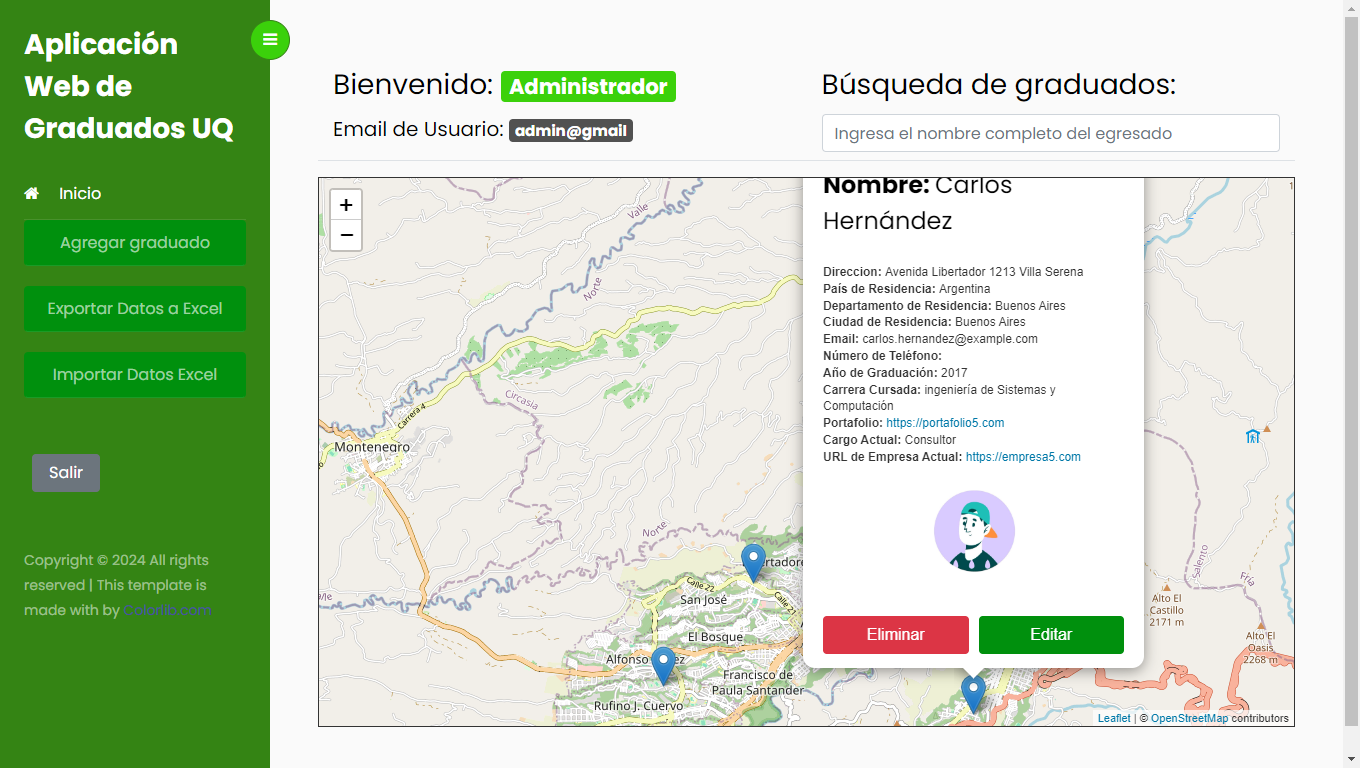 Aplicación
Web de
Graduados UQ
Inicio
Agregar graduado
Exportar Datos a Excel
Importar Datos Excel
Salir
Copyright © 2024 All rights
reserved | This template is
made with by Colorlib.com
Bienvenido: Administrador
Email de Usuario: admin@gmail
Búsqueda de graduados:
Ingresa el nombre completo del egresado
+
−
Nombre: Carlos
Hernández
Direccion: Avenida Libertador 1213 Villa Serena
País de Residencia: Argentina
Departamento de Residencia: Buenos Aires
Ciudad de Residencia: Buenos Aires
Email: carlos.hernandez@example.com
Número de Teléfono:
Año de Graduación: 2017
Carrera Cursada: ingeniería de Sistemas y
Computación
Portafolio: https://portafolio5.com
Cargo Actual: Consultor
URL de Empresa Actual: https://empresa5.com
Eliminar
Editar
Valle
Norte
Circasia
Carrera 4
Montenegro
Norte
Calle 22
Calle 21
San José
El Bosque
Francisco de
Paula Santander
Rufino J. Cuervo
Salento
Fría
Alto El
Castillo
2171 m
Alto El
Oasis
2268 m
Leaflet | © OpenStreetMap contributors